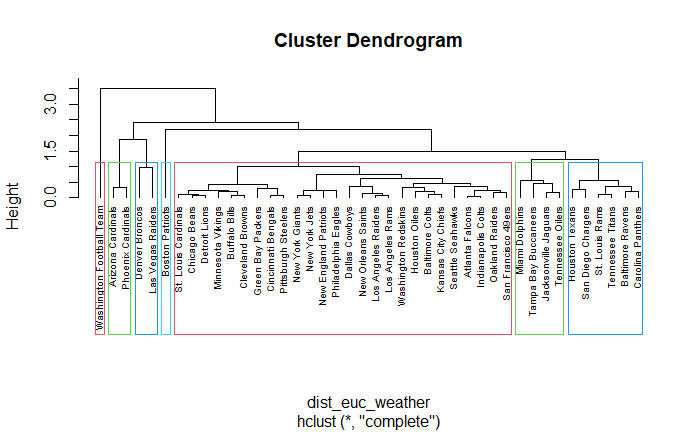 Cluster Dendrogram
Height
3.0
1.5
0.0
Washington Football Team
Arizona Cardinals
Phoenix Cardinals
Denver Broncos
Las Vegas Raiders
Boston Patriots
St. Louis Cardinals
Chicago Bears
Detroit Lions
Minnesota Vikings
Buffalo Bills
Cleveland Browns
Green Bay Packers
Cincinnati Bengals
Pittsburgh Steelers
New York Giants
New York Jets
New England Patriots
Philadelphia Eagles
Dallas Cowboys
New Orleans Saints
Los Angeles Raiders
Los Angeles Rams
Washington Redskins
Houston Oilers
Baltimore Colts
Kansas City Chiefs
Seattle Seahawks
Atlanta Falcons
Indianapolis Colts
Oakland Raiders
San Francisco 49ers
Miami Dolphins
Tampa Bay Buccaneers
Jacksonville Jaguars
Tennessee Oilers
Houston Texans
San Diego Chargers
St. Louis Rams
Tennessee Titans
Baltimore Ravens
Carolina Panthers
dist_euc_weather
hclust (*, "complete")